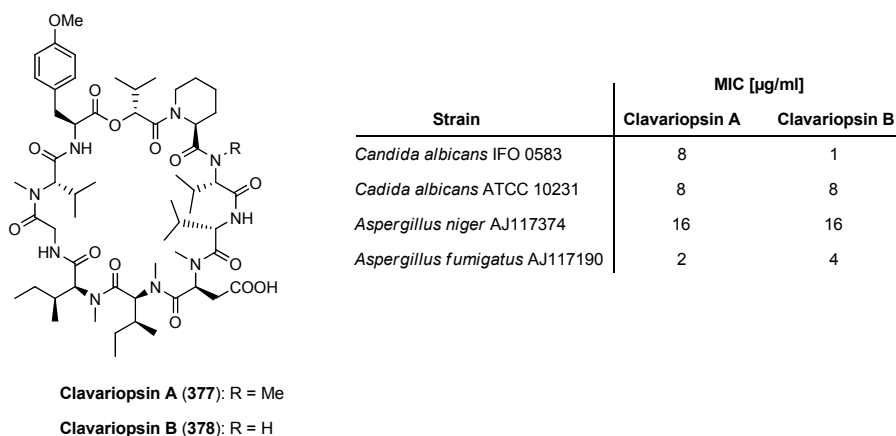 OMe
O
O
O
N
O
NH
O
O
N
R
N
O
O
O
NH
O
HN
O
O
O
N
N
N
N
O
COOH
O
Clavariopsin A (377): R = Me
Clavariopsin B (378): R = H
MIC [µg/ml]
Strain Clavariopsin A Clavariopsin B
Candida albicans IFO 0583 8 1
Cadida albicans ATCC 10231 8 8
Aspergillus niger AJ117374 16 16
Aspergillus fumigatus AJ117190 2 4